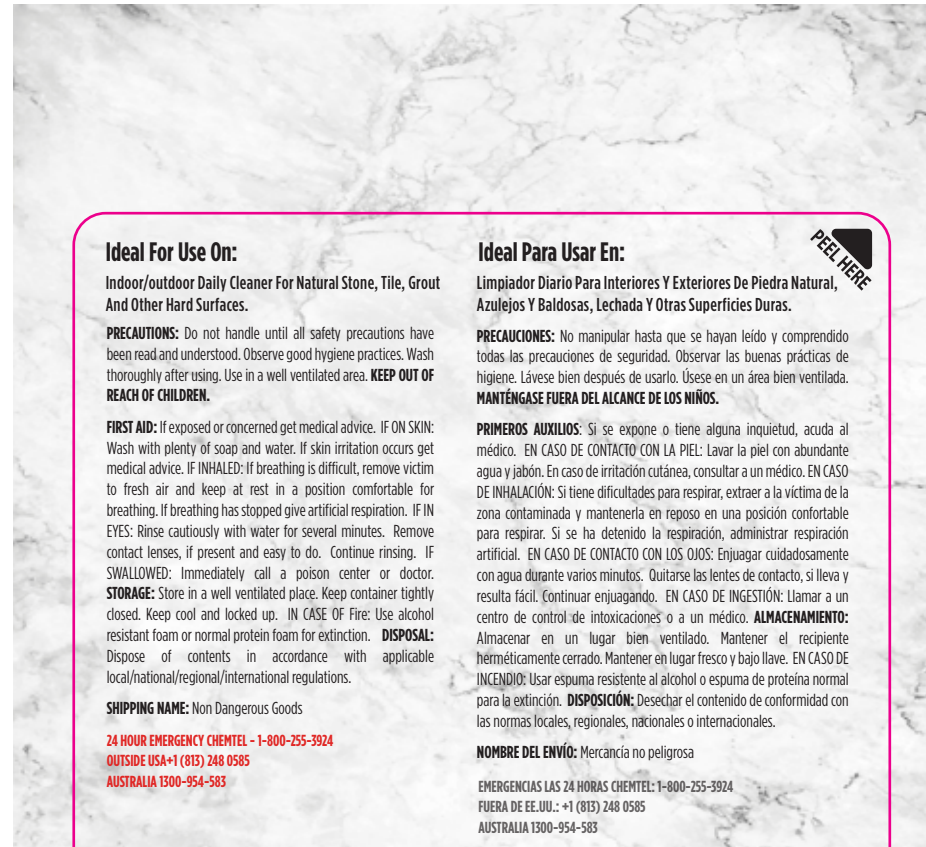 Ideal For Use On:
Indoor/outdoor Daily Cleaner For Natural Stone, Tile, Grout
And Other Hard Surfaces.
PRECAUTIONS: Do not handle until all safety precautions have
been read and understood. Observe good hygiene practices. Wash
thoroughly after using. Use in a well ventilated area. KEEP OUT OF
REACH OF CHILDREN.
FIRST AID: If exposed or concerned get medical advice. IF ON SKIN:
Wash with plenty of soap and water. If skin irritation occurs get
medical advice. IF INHALED: If breathing is difficult, remove victim
to fresh air and keep at rest in a position comfortable for
breathing. If breathing has stopped give artificial respiration. IF IN
EYES: Rinse cautiously with water for several minutes. Remove
contact lenses, if present and easy to do. Continue rinsing. IF
SWALLOWED: Immediately call a poison center or doctor.
STORAGE: Store in a well ventilated place. Keep container tightly
closed. Keep cool and locked up. IN CASE OF Fire: Use alcohol
resistant foam or normal protein foam for extinction. DISPOSAL:
Dispose of contents in accordance with applicable
local/national/regional/international regulations.
SHIPPING NAME: Non Dangerous Goods
24 HOUR EMERGENCY CHEMTEL - 1-800-255-3924
OUTSIDE USA+1 (813) 248 0585
AUSTRALIA 1300-954-583
Ideal Para Usar En:
PEEL HERE
Limpiador Diario Para Interiores Y Exteriores De Piedra Natural,
Azulejos Y Baldosas, Lechada Y Otras Superficies Duras.
PRECAUCIONES: No manipular hasta que se hayan leído y comprendido
todas las precauciones de seguridad. Observar las buenas prácticas de
higiene. Lávese bien después de usarlo. Úsese en un área bien ventilada.
MANTÉNGASE FUERA DEL ALCANCE DE LOS NIÑOS.
PRIMEROS AUXILIOS: Si se expone o tiene alguna inquietud, acuda al
médico. EN CASO DE CONTACTO CON LA PIEL: Lavar la piel con abundante
agua y jabón. En caso de irritación cutánea, consultar a un médico. EN CASO
DE INHALACIÓN: Si tiene dificultades para respirar, extraer a la víctima de la
zona contaminada y mantenerla en reposo en una posición confortable
para respirar. Si se ha detenido la respiración, administrar respiración
artificial. EN CASO DE CONTACTO CON LOS OJOS: Enjuagar cuidadosamente
con agua durante varios minutos. Quitarse las lentes de contacto, si lleva y
resulta fácil. Continuar enjuagando. EN CASO DE INGESTIÓN: Llamar a un
centro de control de intoxicaciones o a un médico. ALMACENAMIENTO:
Almacenar en un lugar bien ventilado. Mantener el recipiente
herméticamente cerrado. Mantener en lugar fresco y bajo llave. EN CASO DE
INCENDIO: Usar espuma resistente al alcohol o espuma de proteína normal
para la extinción. DISPOSICIÓN: Desechar el contenido de conformidad con
las normas locales, regionales, nacionales o internacionales.
NOMBRE DEL ENVÍO: Mercancía no peligrosa
EMERGENCIAS LAS 24 HORAS CHEMTEL: 1-800-255-3924
FUERA DE EE.UU.: +1 (813) 248 0585
AUSTRALIA 1300-954-583